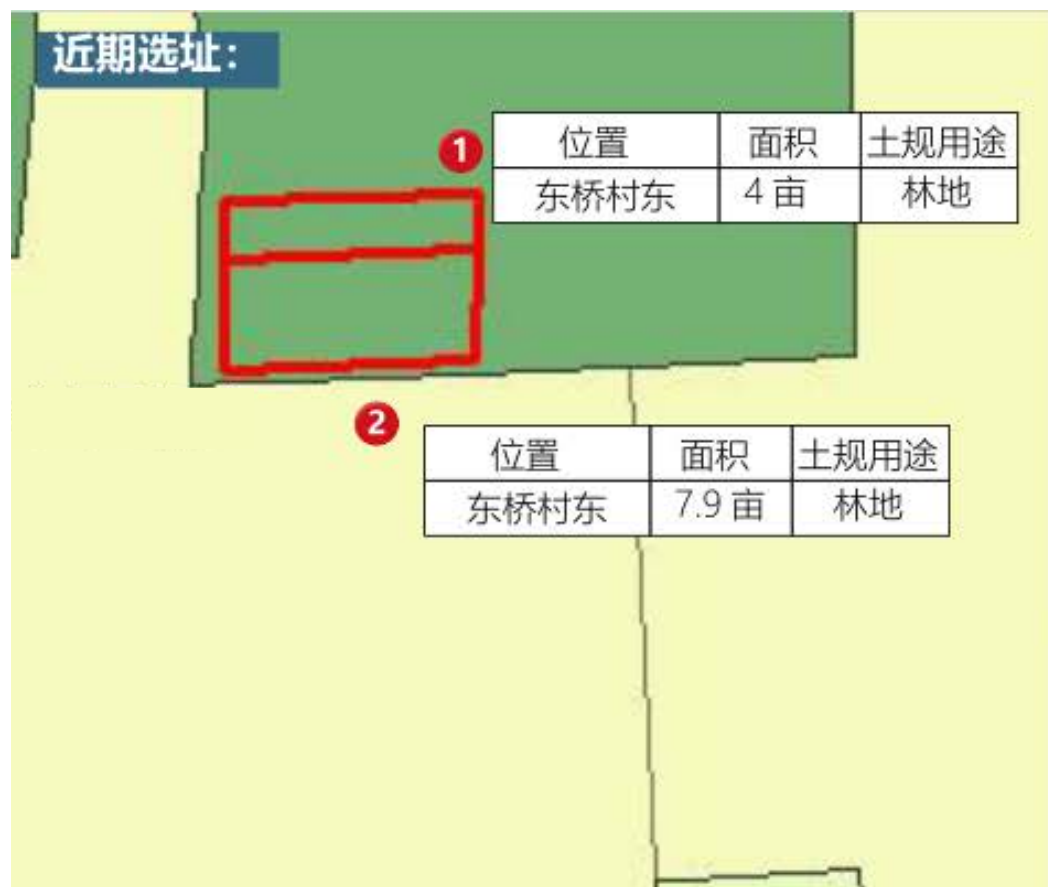 近期选址：
1
位置 面积 土规用途
东桥村东 4亩 林地
2
位置 面积 土规用途
东桥村东 7.9亩 林地